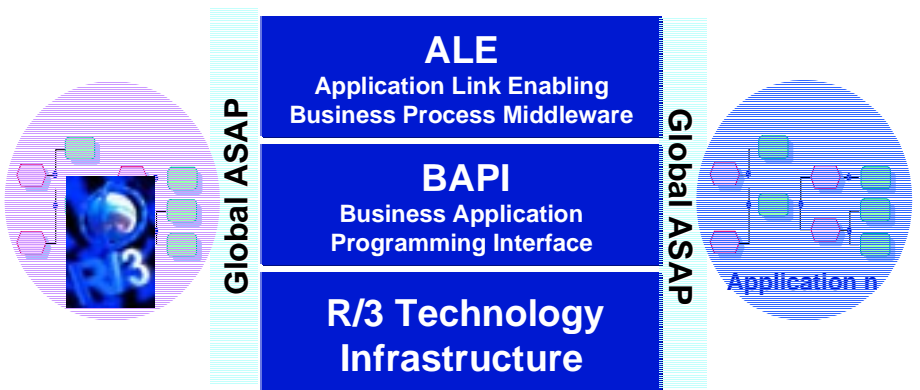 R/3
Global ASAP
ALE
Application Link Enabling
Business Process Middleware
BAPI
Business Application
Programming Interface
R/3 Technology
Infrastructure
Global ASAP
Application n